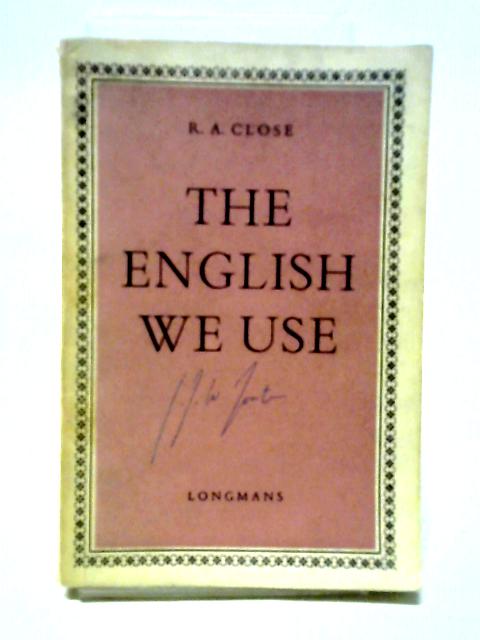 R. A. CLOSE
THE
ENGLISH
WE USE
LONGMANS